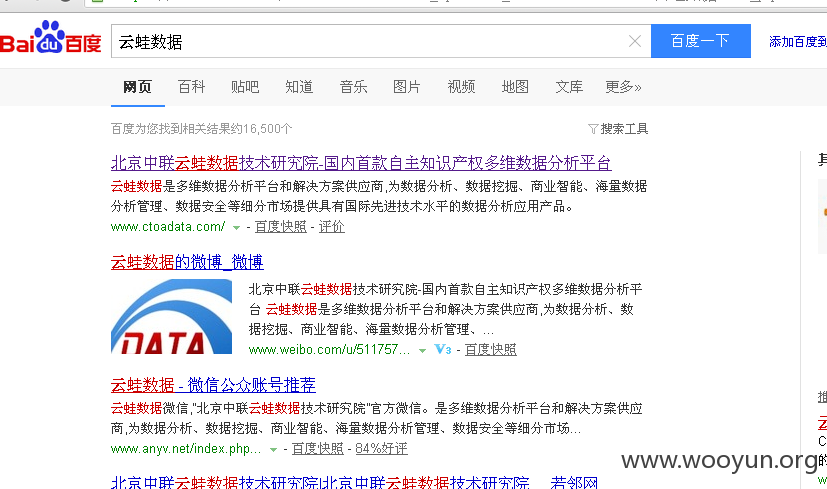 Bai du 百度
云蛙数据
百度一下
添加百度到
网页 百科 贴吧 知道 音乐 图片 视频 地图 文库 更多»
百度为您找到相关结果约16,500个
搜索工具
北京中联云蛙数据技术研究院-国内首款自主知识产权多维数据分析平台
云蛙数据是多维数据分析平台和解决方案供应商,为数据分析、数据挖掘、商业智能、海量数据
分析管理、数据安全等细分市场提供具有国际先进技术水平的数据分析应用产品。
www.ctoadata.com/ - 百度快照 - 评价
云蛙数据的微博_微博
DATA
北京中联云蛙数据技术研究院-国内首款自主知识产权多维数据分析平
台 云蛙数据是多维数据分析平台和解决方案供应商,为数据分析、数
据挖掘、商业智能、海量数据分析管理、...
www.weibo.com/u/511757... V3 - 百度快照
云蛙数据 - 微信公众账号推荐
云蛙数据微信,"北京中联云蛙数据技术研究院"官方微信。是多维数据分析平台和解决方案供应
商,为数据分析、数据挖掘、商业智能、海量数据分析管理、数据安全等细分市场...
www.anyv.net/index.php... - 百度快照 - 84%好评
北京中联云蛙数据技术研究院|北京中联云蛙数据技术研究院 若邻网
www.wooyun.org